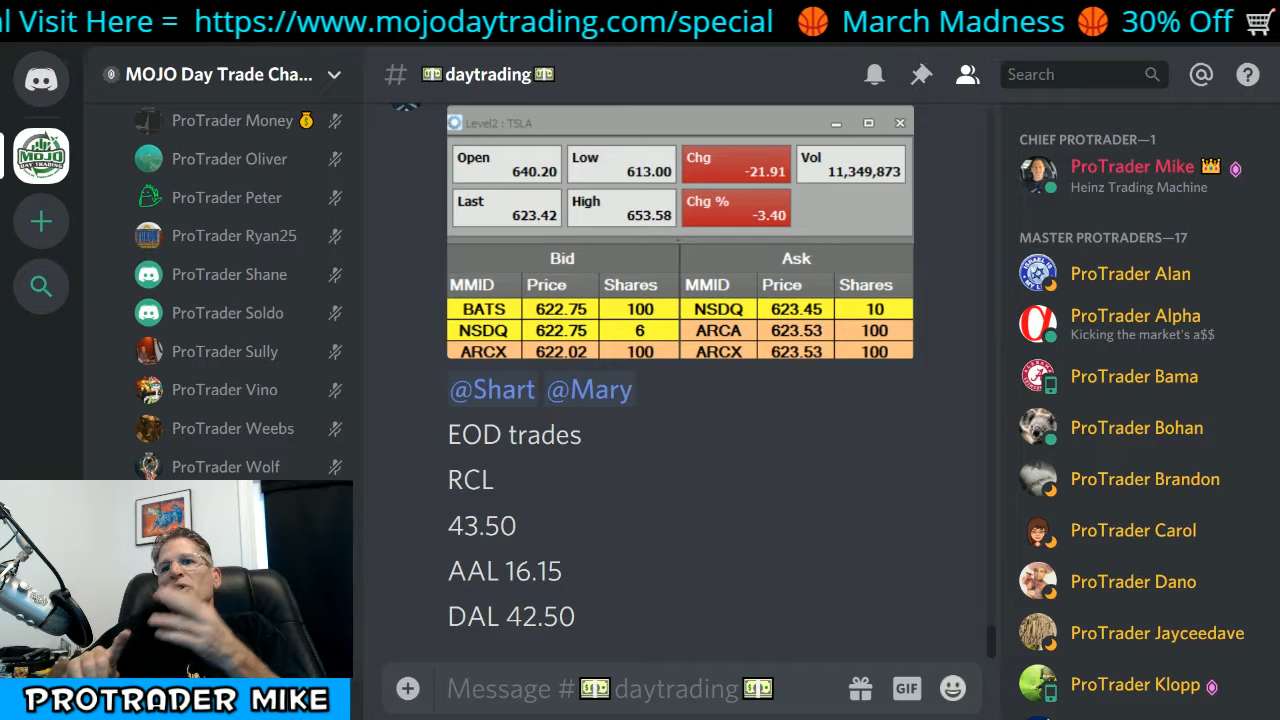 al Visit Here = https://www.mojodaytrading.com/special 🏀 March Madness 🏀 30% Off 🛒
MOJO Day Trade Cha...
# 💵daytrading💵
Search
ProTrader Money 💰
ProTrader Oliver
ProTrader Peter
ProTrader Ryan25
ProTrader Shane
ProTrader Soldo
ProTrader Sully
ProTrader Vino
ProTrader Weebs
ProTrader Wolf
MOJO
DAY TRADING
Level2 : TSLA
Open 640.20 Low 613.00 Chg -21.91 Vol 11,349,873
Last 623.42 High 653.58 Chg % -3.40
Bid Ask
MMID Price Shares MMID Price Shares
BATS 622.75 100 NSDQ 623.45 10
NSDQ 622.75 6 ARCA 623.53 100
ARCX 622.02 100 ARCX 623.53 100
@Shart @Mary
EOD trades
RCL
43.50
AAL 16.15
DAL 42.50
Message #💵daytrading💵
GIF
CHIEF PROTRADER—1
ProTrader Mike 👑
Heinz Trading Machine
MASTER PROTRADERS—17
ProTrader Alan
ProTrader Alpha
Kicking the market's a$$
ProTrader Bama
ProTrader Bohan
ProTrader Brandon
ProTrader Carol
ProTrader Dano
ProTrader Jayceedave
ProTrader Klopp
PROTRADER MIKE